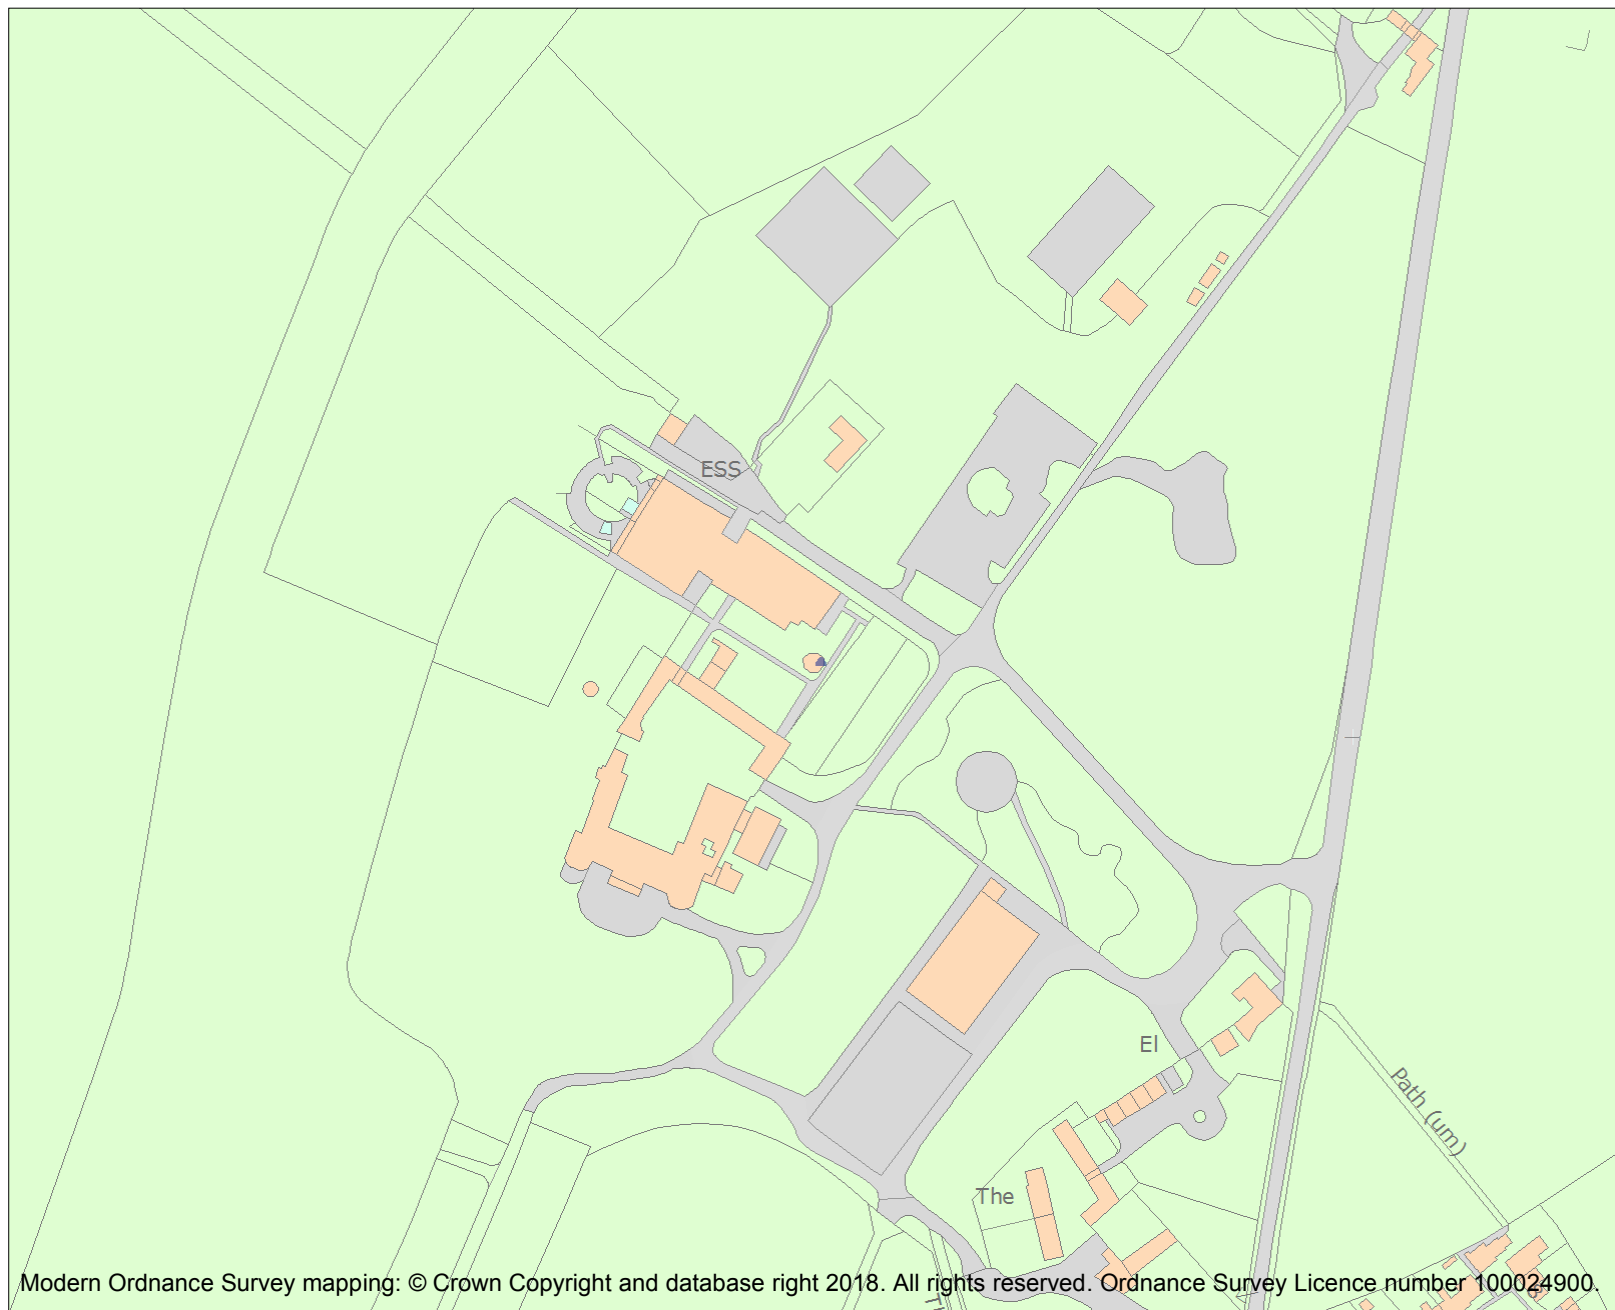 ESS
El
Path (um)
The
Modern Ordnance Survey mapping: © Crown Copyright and database right 2018. All rights reserved. Ordnance Survey Licence number 100024900.